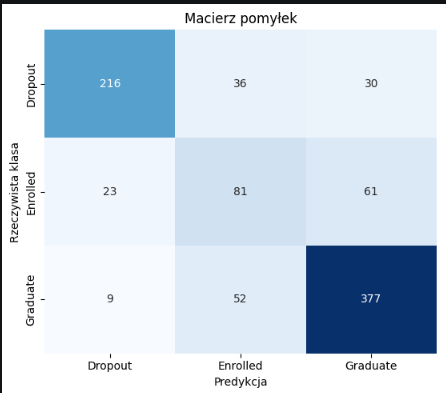 Macierz pomyłek
Rzeczywista klasa
Dropout
216 36 30
Enrolled
23 81 61
Graduate
9 52 377
Dropout Enrolled Graduate
Predykcja